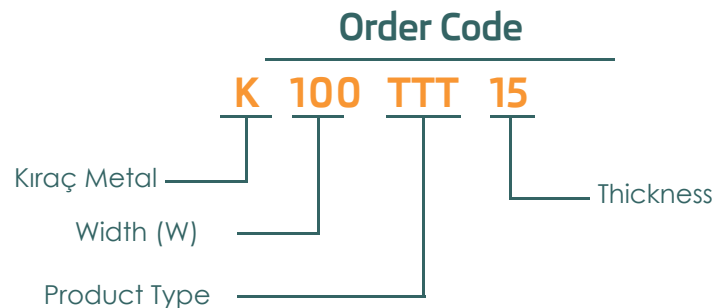 Order Code
K 100 TTT 15
Kıraç Metal
Thickness
Width (W)
Product Type